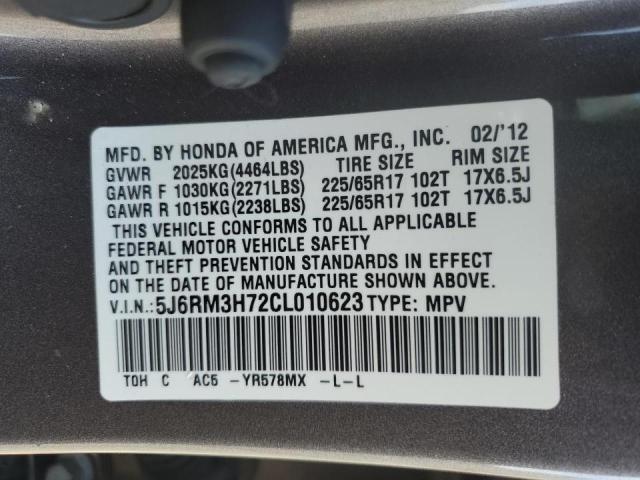 MFD. BY HONDA OF AMERICA MFG., INC. 02/'12
GVWR 2025KG(4464LBS) TIRE SIZE RIM SIZE
GAWR F 1030KG(2271LBS) 225/65R17 102T 17X6.5J
GAWR R 1015KG(2238LBS) 225/65R17 102T 17X6.5J
THIS VEHICLE CONFORMS TO ALL APPLICABLE
FEDERAL MOTOR VEHICLE SAFETY
AND THEFT PREVENTION STANDARDS IN EFFECT ON THE
DATE OF MANUFACTURE SHOWN ABOVE.
V.I.N.: 5J6RM3H72CL010623 TYPE: MPV
TOH C AC5 -YR578MX -L-L